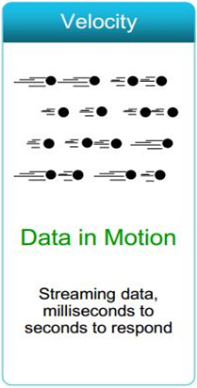 Velocity
Data in Motion
Streaming data,
milliseconds to
seconds to respond